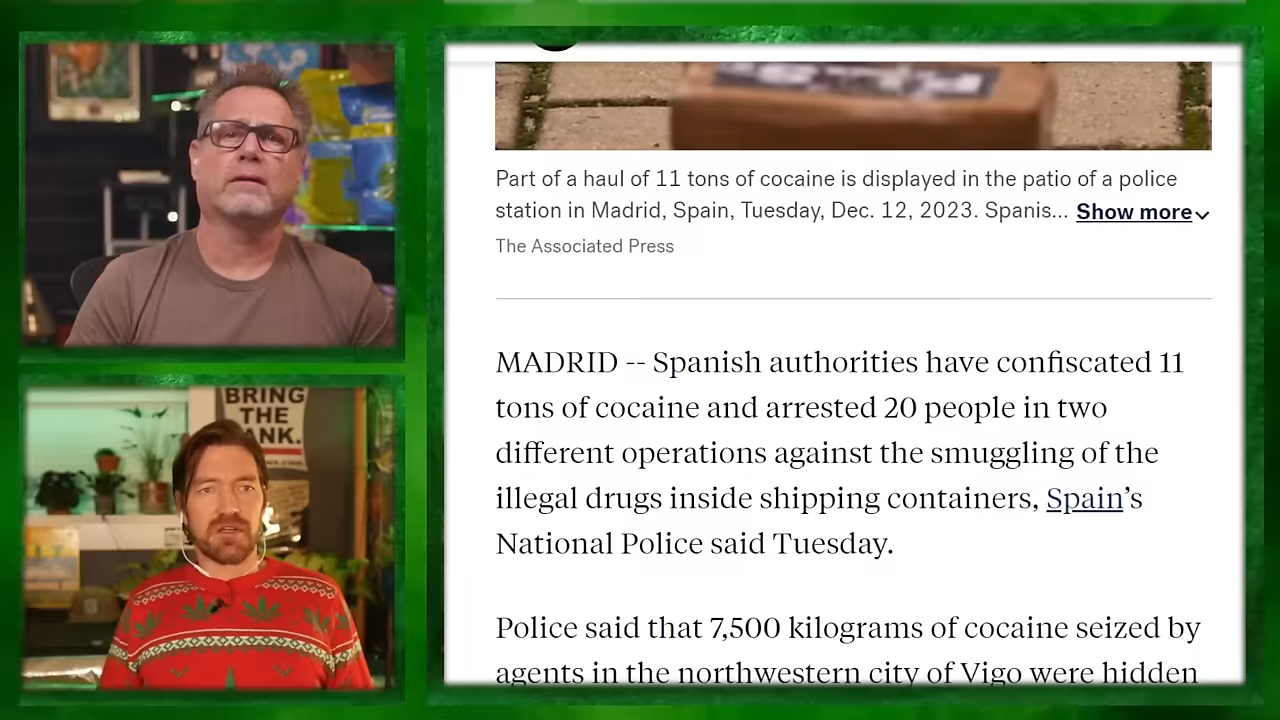 Part of a haul of 11 tons of cocaine is displayed in the patio of a police
station in Madrid, Spain, Tuesday, Dec. 12, 2023. Spanis... Show more
The Associated Press
MADRID -- Spanish authorities have confiscated 11
tons of cocaine and arrested 20 people in two
different operations against the smuggling of the
illegal drugs inside shipping containers, Spain’s
National Police said Tuesday.
Police said that 7,500 kilograms of cocaine seized by
agents in the northwestern city of Vigo were hidden
BRING
THE